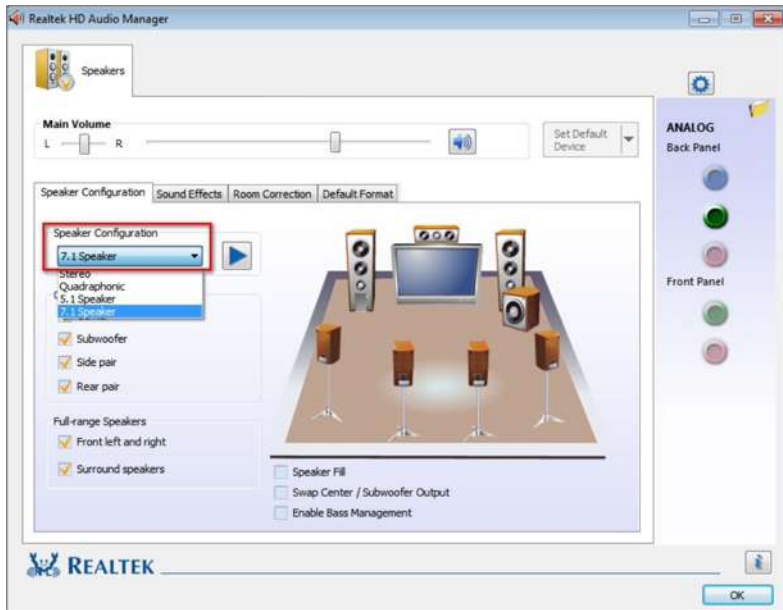 Realtek HD Audio Manager
Speakers
Main Volume
L R
Set Default
Device
ANALOG
Back Panel
Speaker Configuration Sound Effects Room Correction Default Format
Speaker Configuration
7.1 Speaker
Stereo
Quadraphonic
5.1 Speaker
7.1 Speaker
Front Panel
Subwoofer
Side pair
Rear pair
Full-range Speakers
Front left and right
Surround speakers
Speaker Fill
Swap Center / Subwoofer Output
Enable Bass Management
REALTEK
i
OK